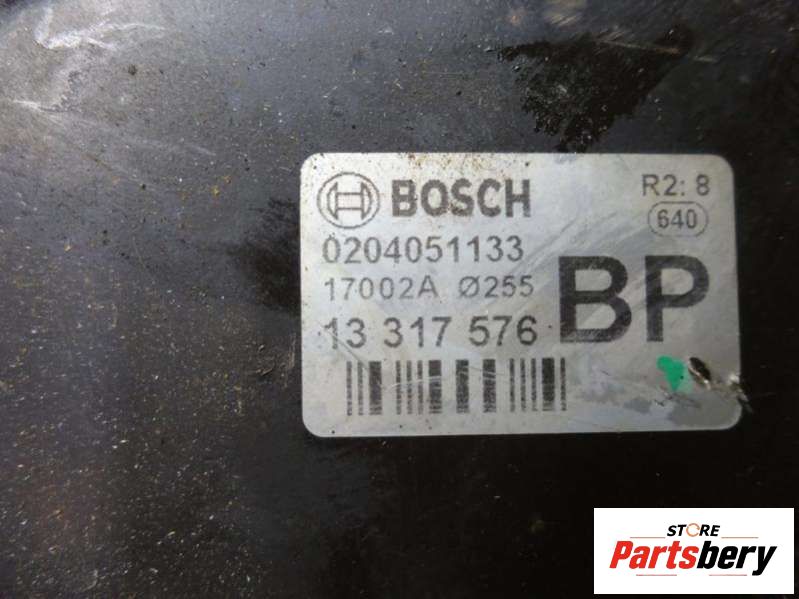 BOSCH
R2: 8
640
0204051133
17002A Ø255
13 317 576
BP
STORE
Partsbery